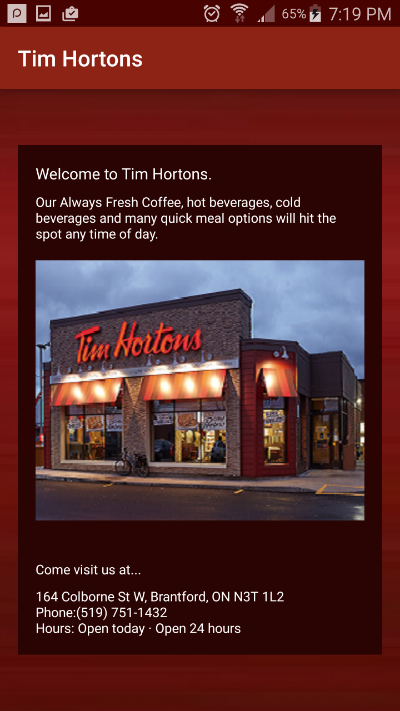 65% 7:19 PM
Tim Hortons
Welcome to Tim Hortons.
Our Always Fresh Coffee, hot beverages, cold
beverages and many quick meal options will hit the
spot any time of day.
Tim Hortons
Come visit us at...
164 Colborne St W, Brantford, ON N3T 1L2
Phone:(519) 751-1432
Hours: Open today · Open 24 hours